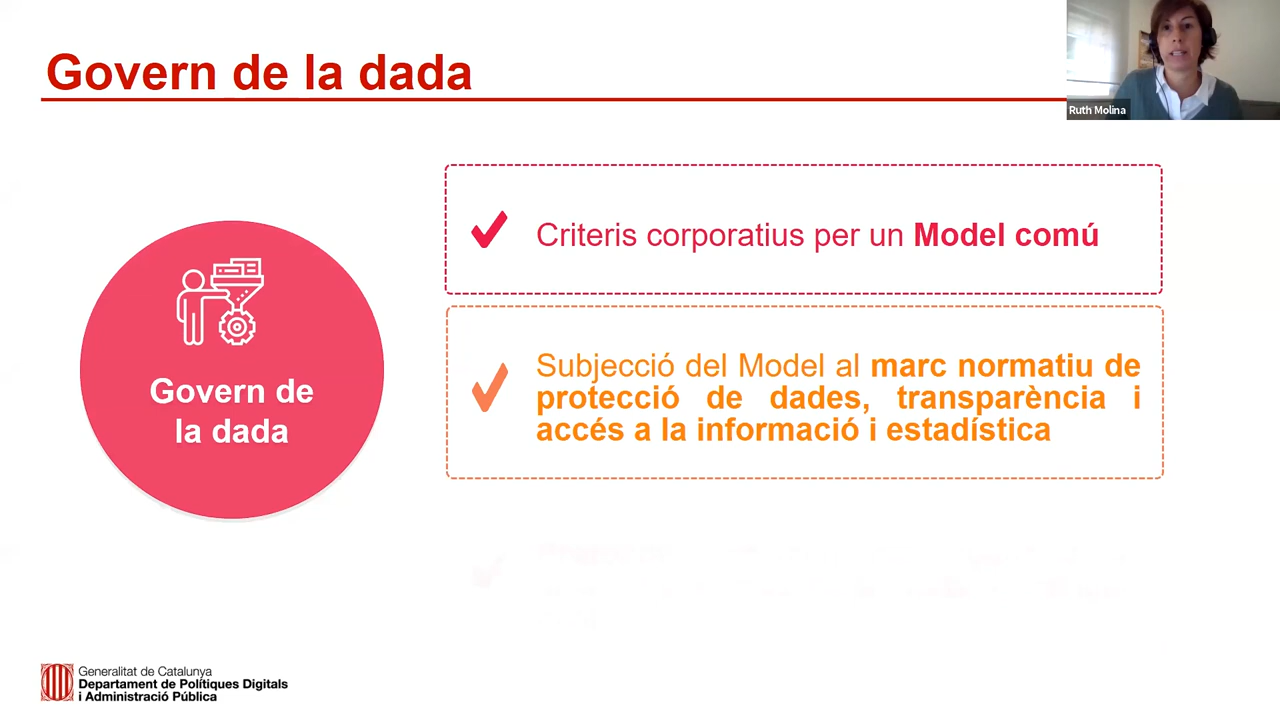 Govern de la dada
Ruth Molina
Criteris corporatius per un Model comú
Govern de
la dada
Subjecció del Model al marc normatiu de
protecció de dades, transparència i
accés a la informació i estadística
Generalitat de Catalunya
Departament de Polítiques Digitals
i Administració Pública